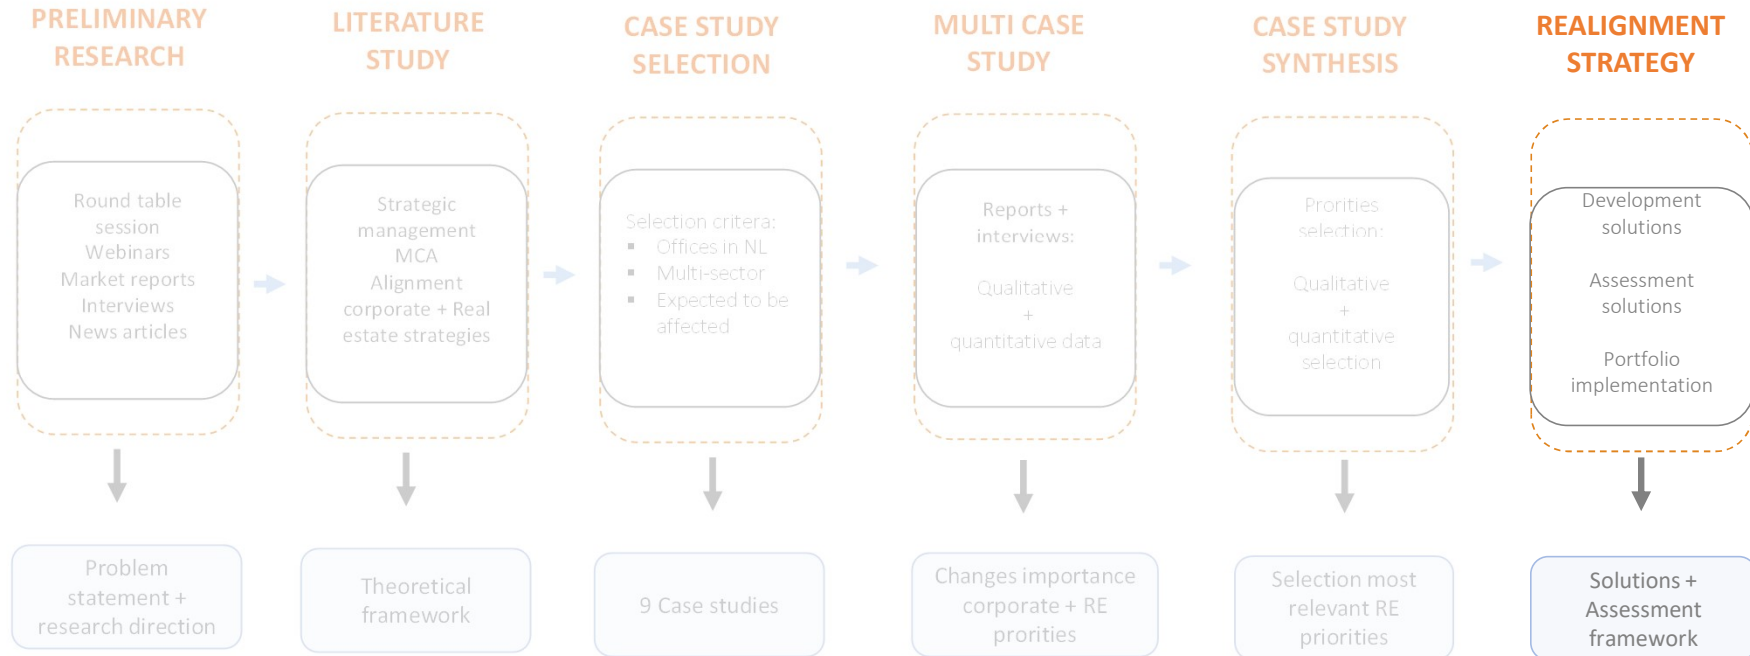 PRELIMINARY
RESEARCH
Round table
session
Webinars
Market reports
Interviews
News articles
Problem
statement +
research direction
LITERATURE
STUDY
Strategic
management
MCA
Alignment
corporate + Real
estate strategies
Theoretical
framework
CASE STUDY
SELECTION
Selection critera:
▪ Offices in NL
▪ Multi-sector
▪ Expected to be
affected
9 Case studies
MULTI CASE
STUDY
Reports +
interviews:
Qualitative
+
quantitative data
Changes importance
corporate + RE
prorities
CASE STUDY
SYNTHESIS
Prorities
selection:
Qualitative
+
quantitative
selection
Selection most
relevant RE
priorities
REALIGNMENT
STRATEGY
Development
solutions
Assessment
solutions
Portfolio
implementation
Solutions +
Assessment
framework